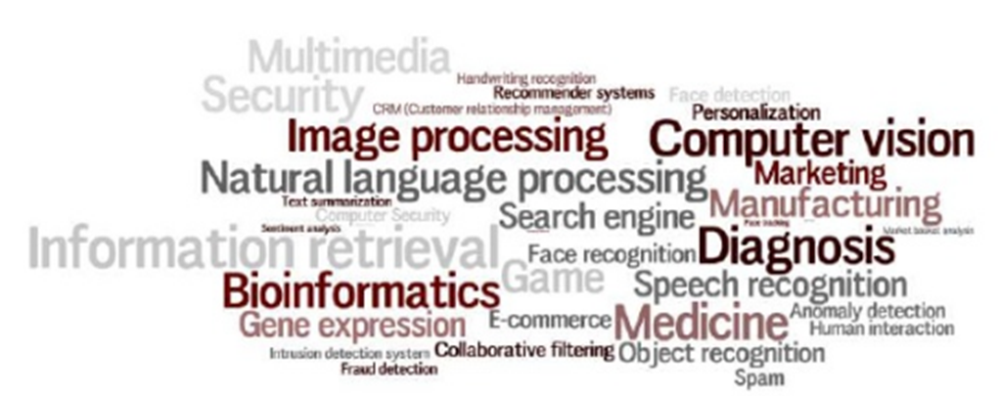 Multimedia
Handwriting recognition
Security
Recommender systems
Face detection
CRM (Customer relationship management)
Personalization
Image processing
Computer vision
Natural language processing
Marketing
Text summarization
Manufacturing
Computer Security
Search engine
Face tracking
Sentiment analysis
Market basket analysis
Information retrieval
Face recognition
Diagnosis
Game
Speech recognition
Bioinformatics
Gene expression
E-commerce
Medicine
Anomaly detection
Human interaction
Intrusion detection system
Collaborative filtering
Object recognition
Fraud detection
Spam